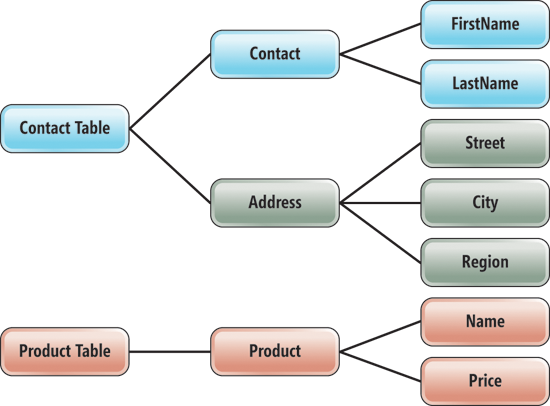 FirstName
Contact
LastName
Contact Table
Street
Address
City
Region
Name
Product Table
Product
Price